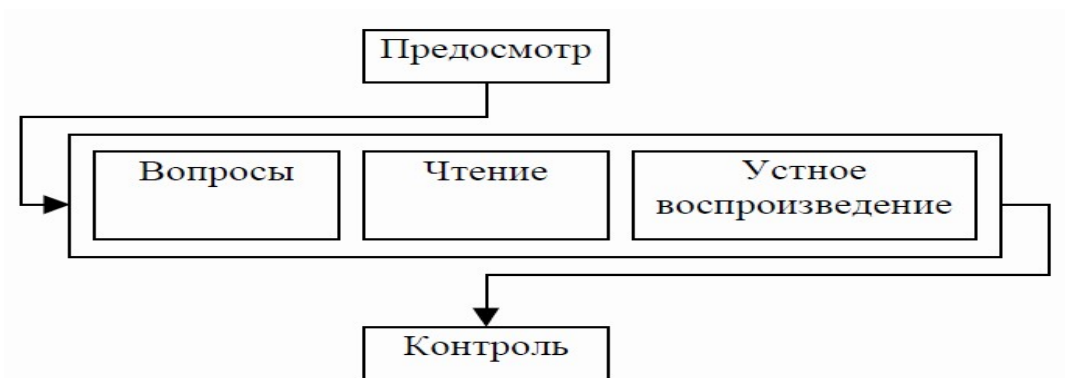 Предосмотр
Вопросы
Чтение
Устное
воспроизведение
Контроль